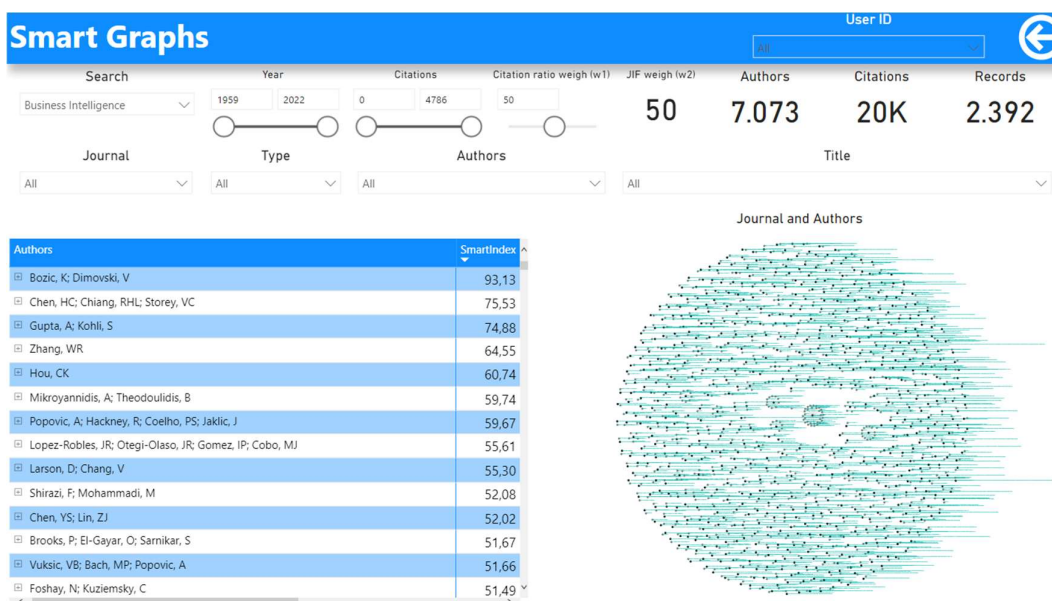 User ID
Smart Graphs
All
Search
Year
Citations
Citation ratio weigh (w1)
JIF weigh (w2)
Authors
Citations
Records
Business Intelligence
1959
2022
0
4786
50
50
7.073
20K
2.392
Journal
Type
Authors
Title
All
All
All
All
Journal and Authors
Authors
SmartIndex
Bozic, K; Dimovski, V 93,13
Chen, HC; Chiang, RHL; Storey, VC 75,53
Gupta, A; Kohli, S 74,88
Zhang, WR 64,55
Hou, CK 60,74
Mikroyannidis, A; Theodoulidis, B 59,74
Popovic, A; Hackney, R; Coelho, PS; Jaklic, J 59,67
Lopez-Robles, JR; Otegi-Olaso, JR; Gomez, IP; Cobo, MJ 55,61
Larson, D; Chang, V 55,30
Shirazi, F; Mohammadi, M 52,08
Chen, YS; Lin, ZJ 52,02
Brooks, P; El-Gayar, O; Sarnikar, S 51,67
Vuksic, VB; Bach, MP; Popovic, A 51,66
Foshay, N; Kuziemsky, C 51,49